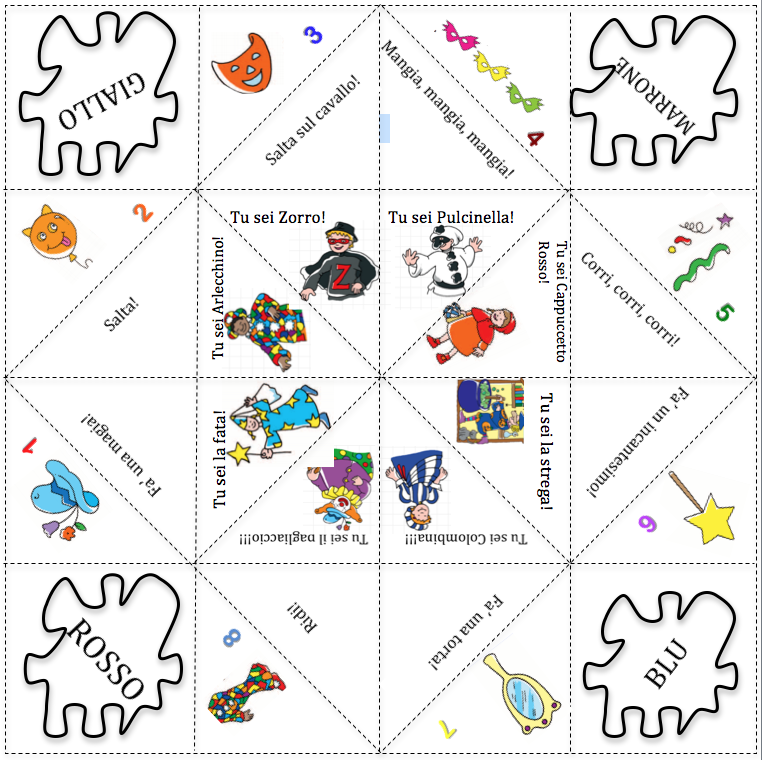 GIALLO
3
Salta sul cavallo!
Mangia, mangia, mangia!
4
MARRONE
2
Salta!
Tu sei Zorro!
Z
Tu sei Arlecchino!
Tu sei Pulcinella!
Tu sei Cappuccetto
Rosso!
Corri, corri, corri!
5
1
Fa' una magia!
Tu sei la fata!
Tu sei il nagliaccio!!!
Tu sei Colombina!!!
Tu sei la strega!
Fa' un incantesimo!
6
ROSSO
8
Ridi!
Fa' una torta!
7
BLU